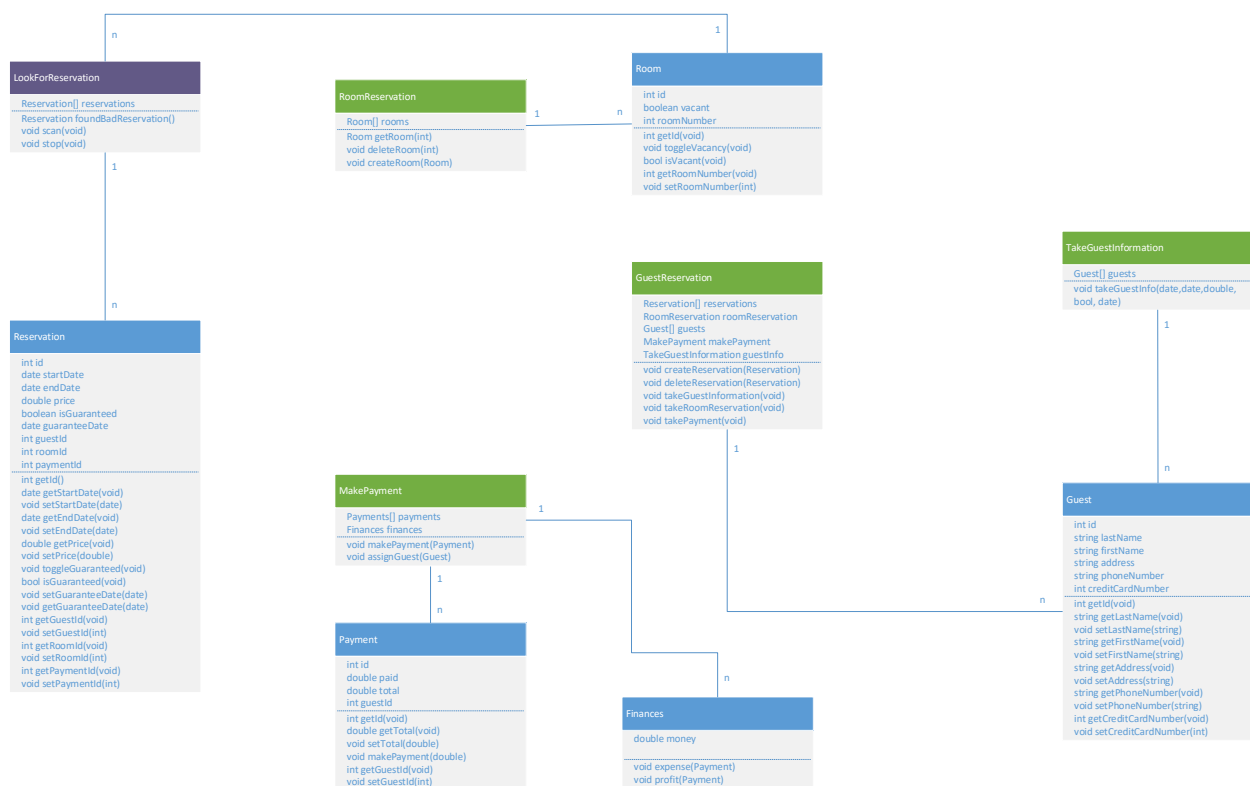 n
1
LookForReservation
Reservation[] reservations
Reservation foundBadReservation()
void scan(void)
void stop(void)
1
n
RoomReservation
Room[] rooms
Room getRoom(int)
void deleteRoom(int)
void createRoom(Room)
1
n
Room
int id
boolean vacant
int roomNumber
int getId(void)
void toggleVacancy(void)
bool isVacant(void)
int getRoomNumber(void)
void setRoomNumber(int)
TakeGuestInformation
Guest[] guests
void takeGuestInfo(date,date,double,
bool, date)
1
n
GuestReservation
Reservation[] reservations
RoomReservation roomReservation
Guest[] guests
MakePayment makePayment
TakeGuestInformation guestInfo
void createReservation(Reservation)
void deleteReservation(Reservation)
void takeGuestInformation(void)
void takeRoomReservation(void)
void takePayment(void)
1
n
Reservation
int id
date startDate
date endDate
double price
boolean isGuaranteed
date guaranteeDate
int guestId
int roomId
int paymentId
int getId()
date getStartDate(void)
void setStartDate(date)
date getEndDate(void)
void setEndDate(date)
double getPrice(void)
void setPrice(double)
void toggleGuaranteed(void)
bool isGuaranteed(void)
void setGuaranteeDate(date)
void getGuaranteeDate(date)
int getGuestId(void)
void setGuestId(int)
int getRoomId(void)
void setRoomId(int)
int getPaymentId(void)
void setPaymentId(int)
MakePayment
Payments[] payments
Finances finances
void makePayment(Payment)
void assignGuest(Guest)
1
n
1
n
Payment
int id
double paid
double total
int guestId
int getId(void)
double getTotal(void)
void setTotal(double)
void makePayment(double)
int getGuestId(void)
void setGuestId(int)
Finances
double money
void expense(Payment)
void profit(Payment)
Guest
int id
string lastName
string firstName
string address
string phoneNumber
int creditCardNumber
int getId(void)
string getLastName(void)
void setLastName(string)
string getFirstName(void)
void setFirstName(string)
string getAddress(void)
void setAddress(string)
string getPhoneNumber(void)
void setPhoneNumber(string)
int getCreditCardNumber(void)
void setCreditCardNumber(int)